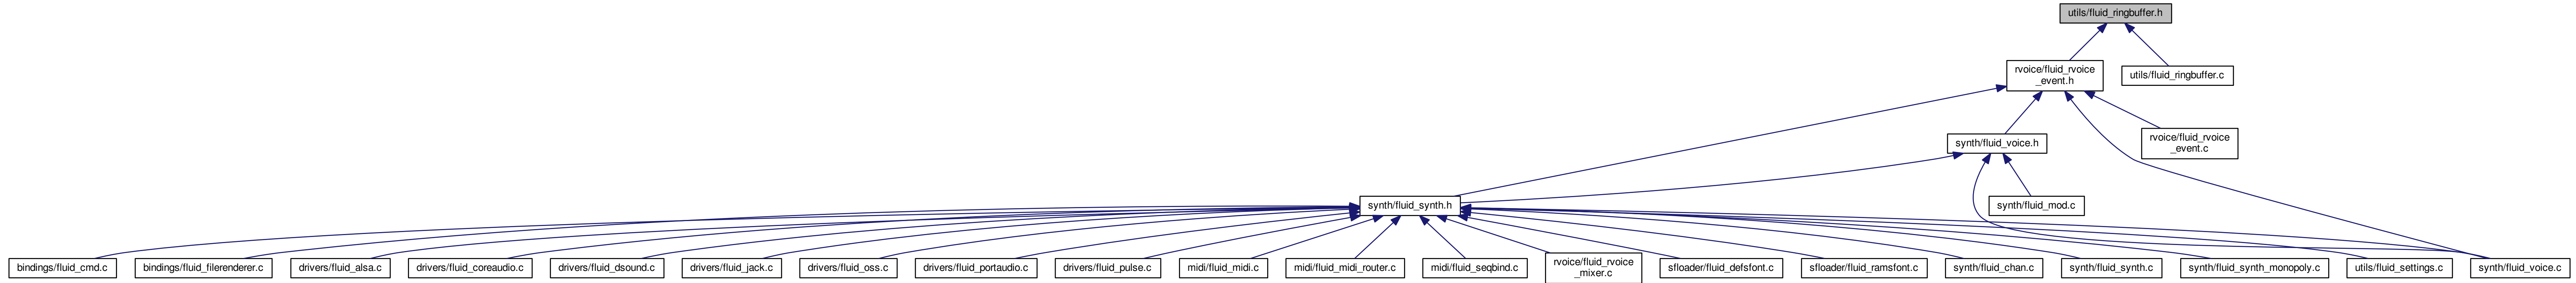 utils/fluid_ringbuffer.h
rvoice/fluid_rvoice
_event.h
utils/fluid_ringbuffer.c
synth/fluid_voice.h
rvoice/fluid_rvoice
_event.c
synth/fluid_synth.h
synth/fluid_mod.c
bindings/fluid_cmd.c
bindings/fluid_filerenderer.c
drivers/fluid_alsa.c
drivers/fluid_coreaudio.c
drivers/fluid_dsound.c
drivers/fluid_jack.c
drivers/fluid_oss.c
drivers/fluid_portaudio.c
drivers/fluid_pulse.c
midi/fluid_midi.c
midi/fluid_midi_router.c
midi/fluid_seqbind.c
rvoice/fluid_rvoice
_mixer.c
sfloader/fluid_defsfont.c
sfloader/fluid_ramsfont.c
synth/fluid_chan.c
synth/fluid_synth.c
synth/fluid_synth_monopoly.c
utils/fluid_settings.c
synth/fluid_voice.c